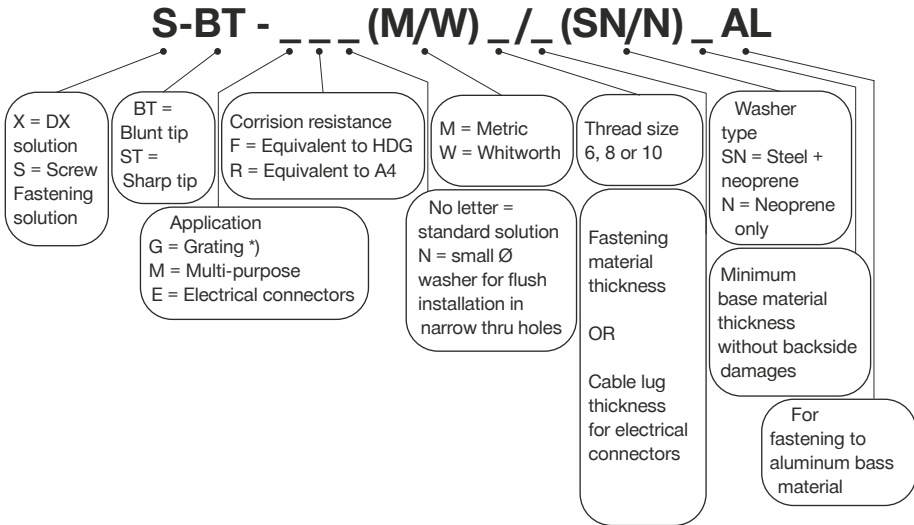 S-BT - _ _ _ (M/W) _ /_ (SN/N) _ AL
X = DX
solution
S = Screw
Fastening
solution
BT =
Blunt tip
ST =
Sharp tip
Corrision resistance
F = Equivalent to HDG
R = Equivalent to A4
Application
G = Grating *)
M = Multi-purpose
E = Electrical connectors
M = Metric
W = Whitworth
No letter =
standard solution
N = small Ø
washer for flush
installation in
narrow thru holes
Thread size
6, 8 or 10
Fastening
material
thickness
OR
Cable lug
thickness
for electrical
connectors
Washer
type
SN = Steel +
neoprene
N = Neoprene
only
Minimum
base material
thickness
without backside
damages
For
fastening to
aluminum bass
material